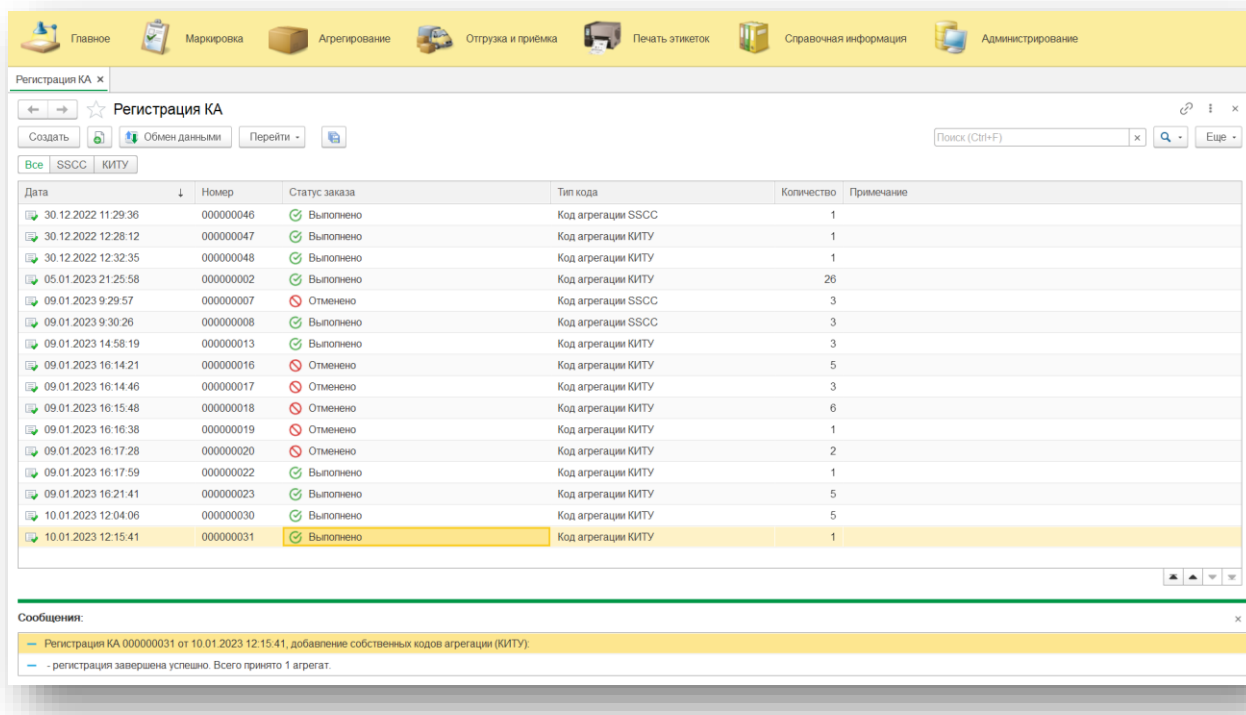 Главное Маркировка Агрегирование Отгрузка и приёмка Печать этикеток Справочная информация Администрирование
Регистрация КА ×
Регистрация КА
Создать Обмен данными Перейти Поиск (Ctrl+F) × Еще
Все SSCC КИТУ
Дата ↓ Номер Статус заказа Тип кода Количество Примечание
30.12.2022 11:29:36 000000046 Выполнено Код агрегации SSCC 1
30.12.2022 12:28:12 000000047 Выполнено Код агрегации КИТУ 1
30.12.2022 12:32:35 000000048 Выполнено Код агрегации КИТУ 1
05.01.2023 21:25:58 000000002 Выполнено Код агрегации КИТУ 26
09.01.2023 9:29:57 000000007 Отменено Код агрегации SSCC 3
09.01.2023 9:30:26 000000008 Выполнено Код агрегации SSCC 3
09.01.2023 14:58:19 000000013 Выполнено Код агрегации КИТУ 3
09.01.2023 16:14:21 000000016 Отменено Код агрегации КИТУ 5
09.01.2023 16:14:46 000000017 Отменено Код агрегации КИТУ 3
09.01.2023 16:15:48 000000018 Отменено Код агрегации КИТУ 6
09.01.2023 16:16:38 000000019 Отменено Код агрегации КИТУ 1
09.01.2023 16:17:28 000000020 Отменено Код агрегации КИТУ 2
09.01.2023 16:17:59 000000022 Выполнено Код агрегации КИТУ 1
09.01.2023 16:21:41 000000023 Выполнено Код агрегации КИТУ 5
10.01.2023 12:04:06 000000030 Выполнено Код агрегации КИТУ 5
10.01.2023 12:15:41 000000031 Выполнено Код агрегации КИТУ 1
Сообщения: ×
– Регистрация КА 000000031 от 10.01.2023 12:15:41, добавление собственных кодов агрегации (КИТУ):
– - регистрация завершена успешно. Всего принято 1 агрегат.